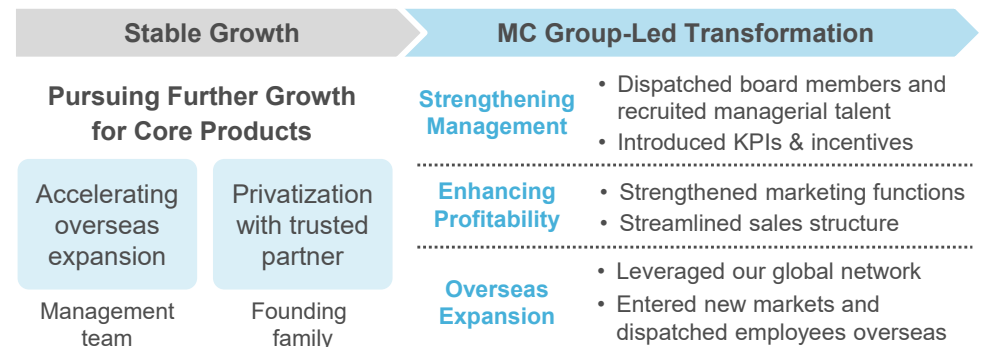 Stable Growth
MC Group-Led Transformation
Pursuing Further Growth
for Core Products
Accelerating
overseas
expansion
Management
team
Privatization
with trusted
partner
Founding
family
Strengthening
Management
• Dispatched board members and
recruited managerial talent
• Introduced KPIs & incentives
Enhancing
Profitability
• Strengthened marketing functions
• Streamlined sales structure
Overseas
Expansion
• Leveraged our global network
• Entered new markets and
dispatched employees overseas